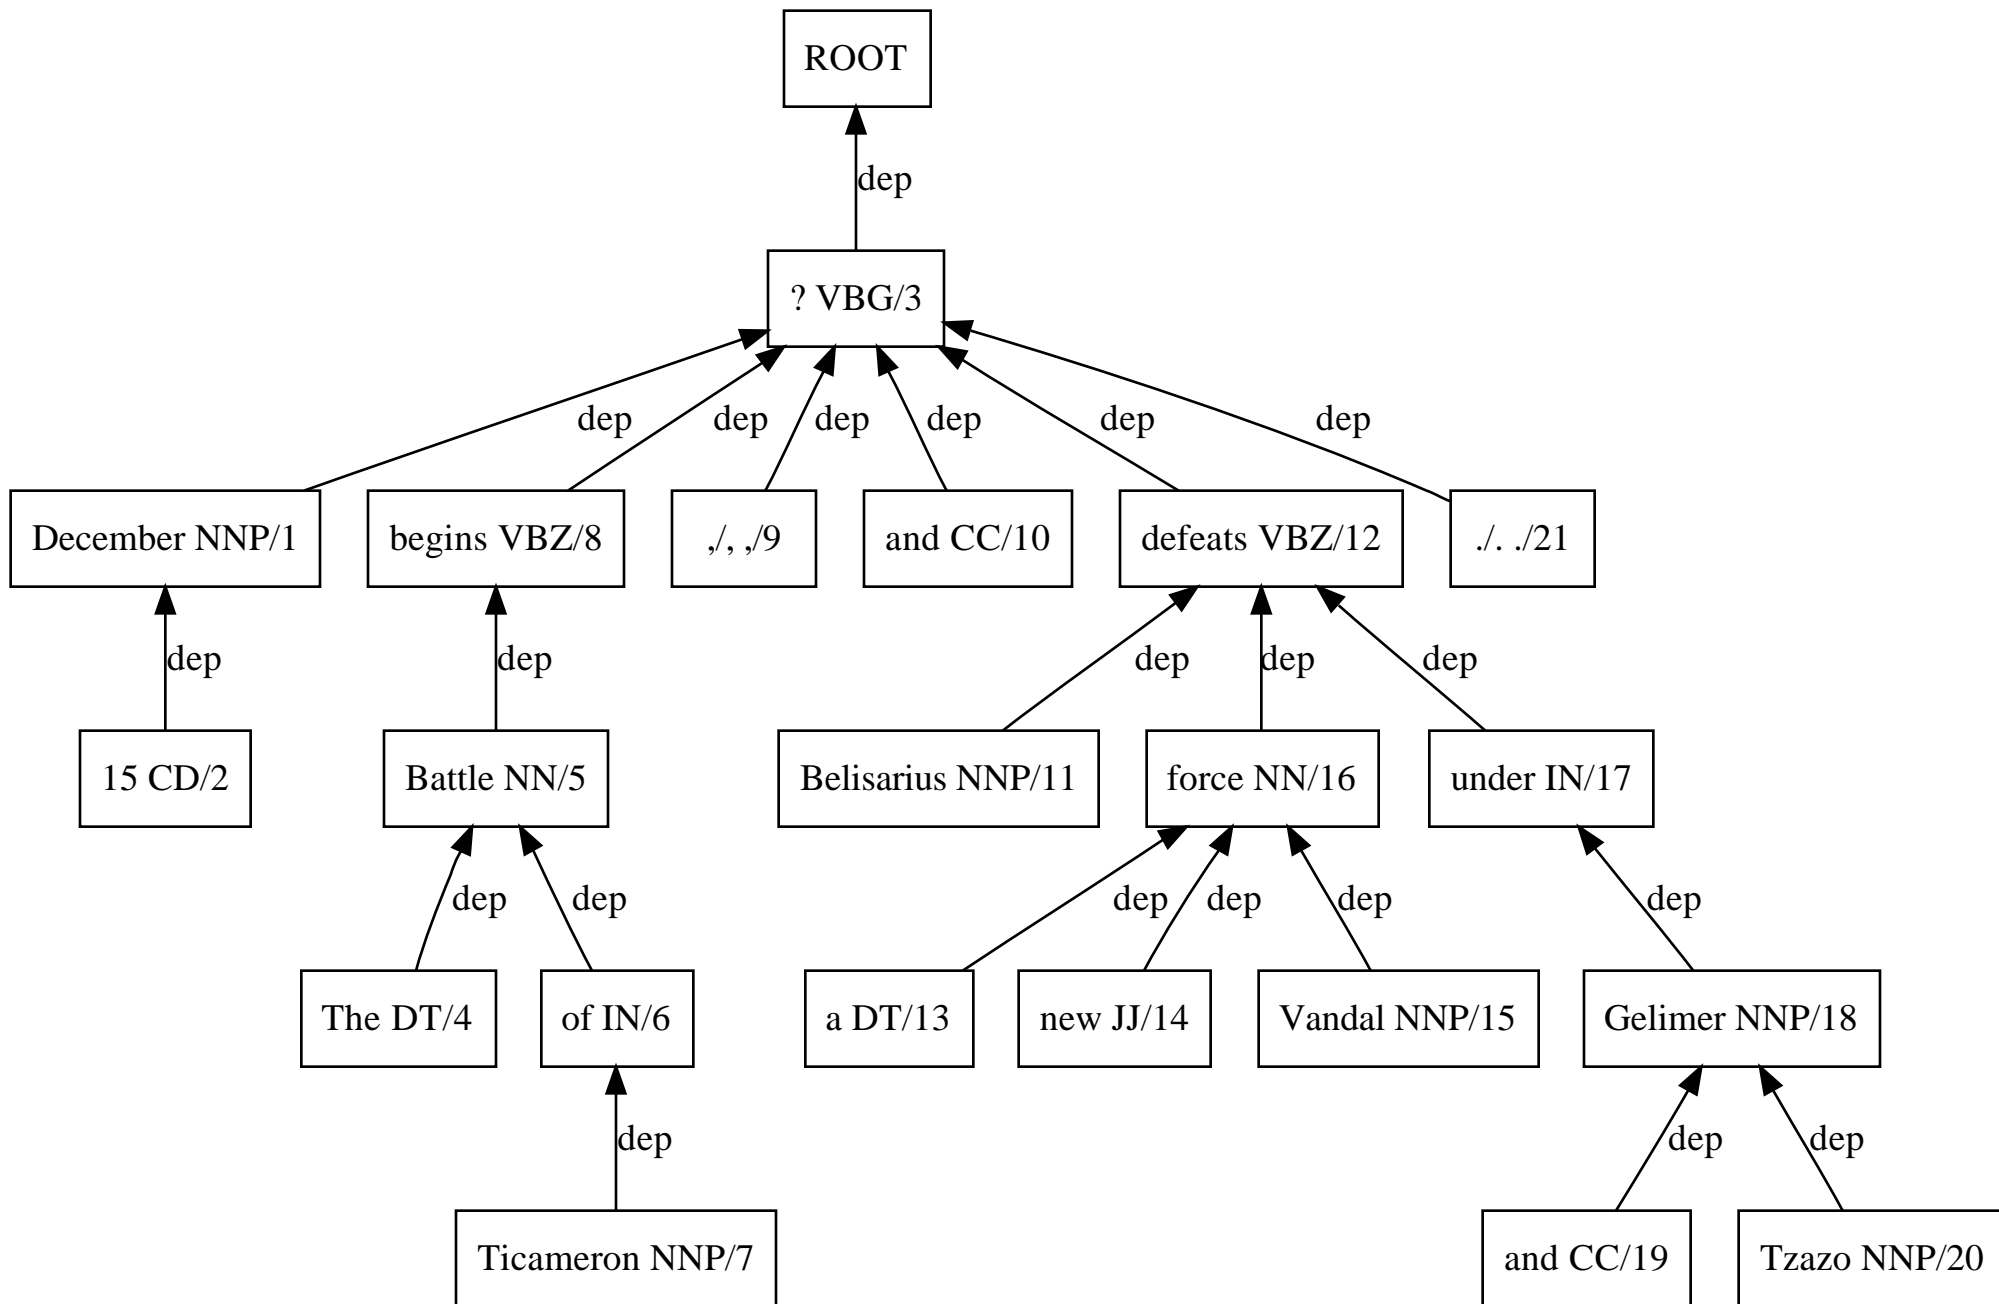 ROOT
dep
? VBG/3
dep dep dep dep dep dep
December NNP/1 begins VBZ/8 ,/, ,/9 and CC/10 defeats VBZ/12 ./. ./21
dep dep dep dep dep
15 CD/2 Battle NN/5 Belisarius NNP/11 force NN/16 under IN/17
dep dep dep dep dep dep
The DT/4 of IN/6 a DT/13 new JJ/14 Vandal NNP/15 Gelimer NNP/18
dep dep dep
Ticameron NNP/7 and CC/19 Tzazo NNP/20